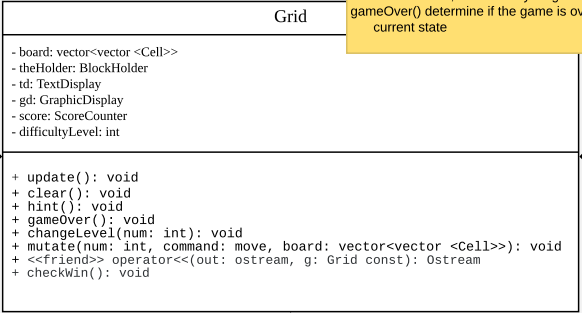 Grid
gameOver() determine if the game is
current state
- board: vector<vector <Cell>>
- theHolder: BlockHolder
- td: TextDisplay
- gd: GraphicDisplay
- score: ScoreCounter
- difficultyLevel: int
+ update(): void
+ clear(): void
+ hint(): void
+ gameOver(): void
+ changeLevel(num: int): void
+ mutate(num: int, command: move, board: vector<vector <Cell>>): void
+ <<friend>> operator<<(out: ostream, g: Grid const): Ostream
+ checkWin(): void